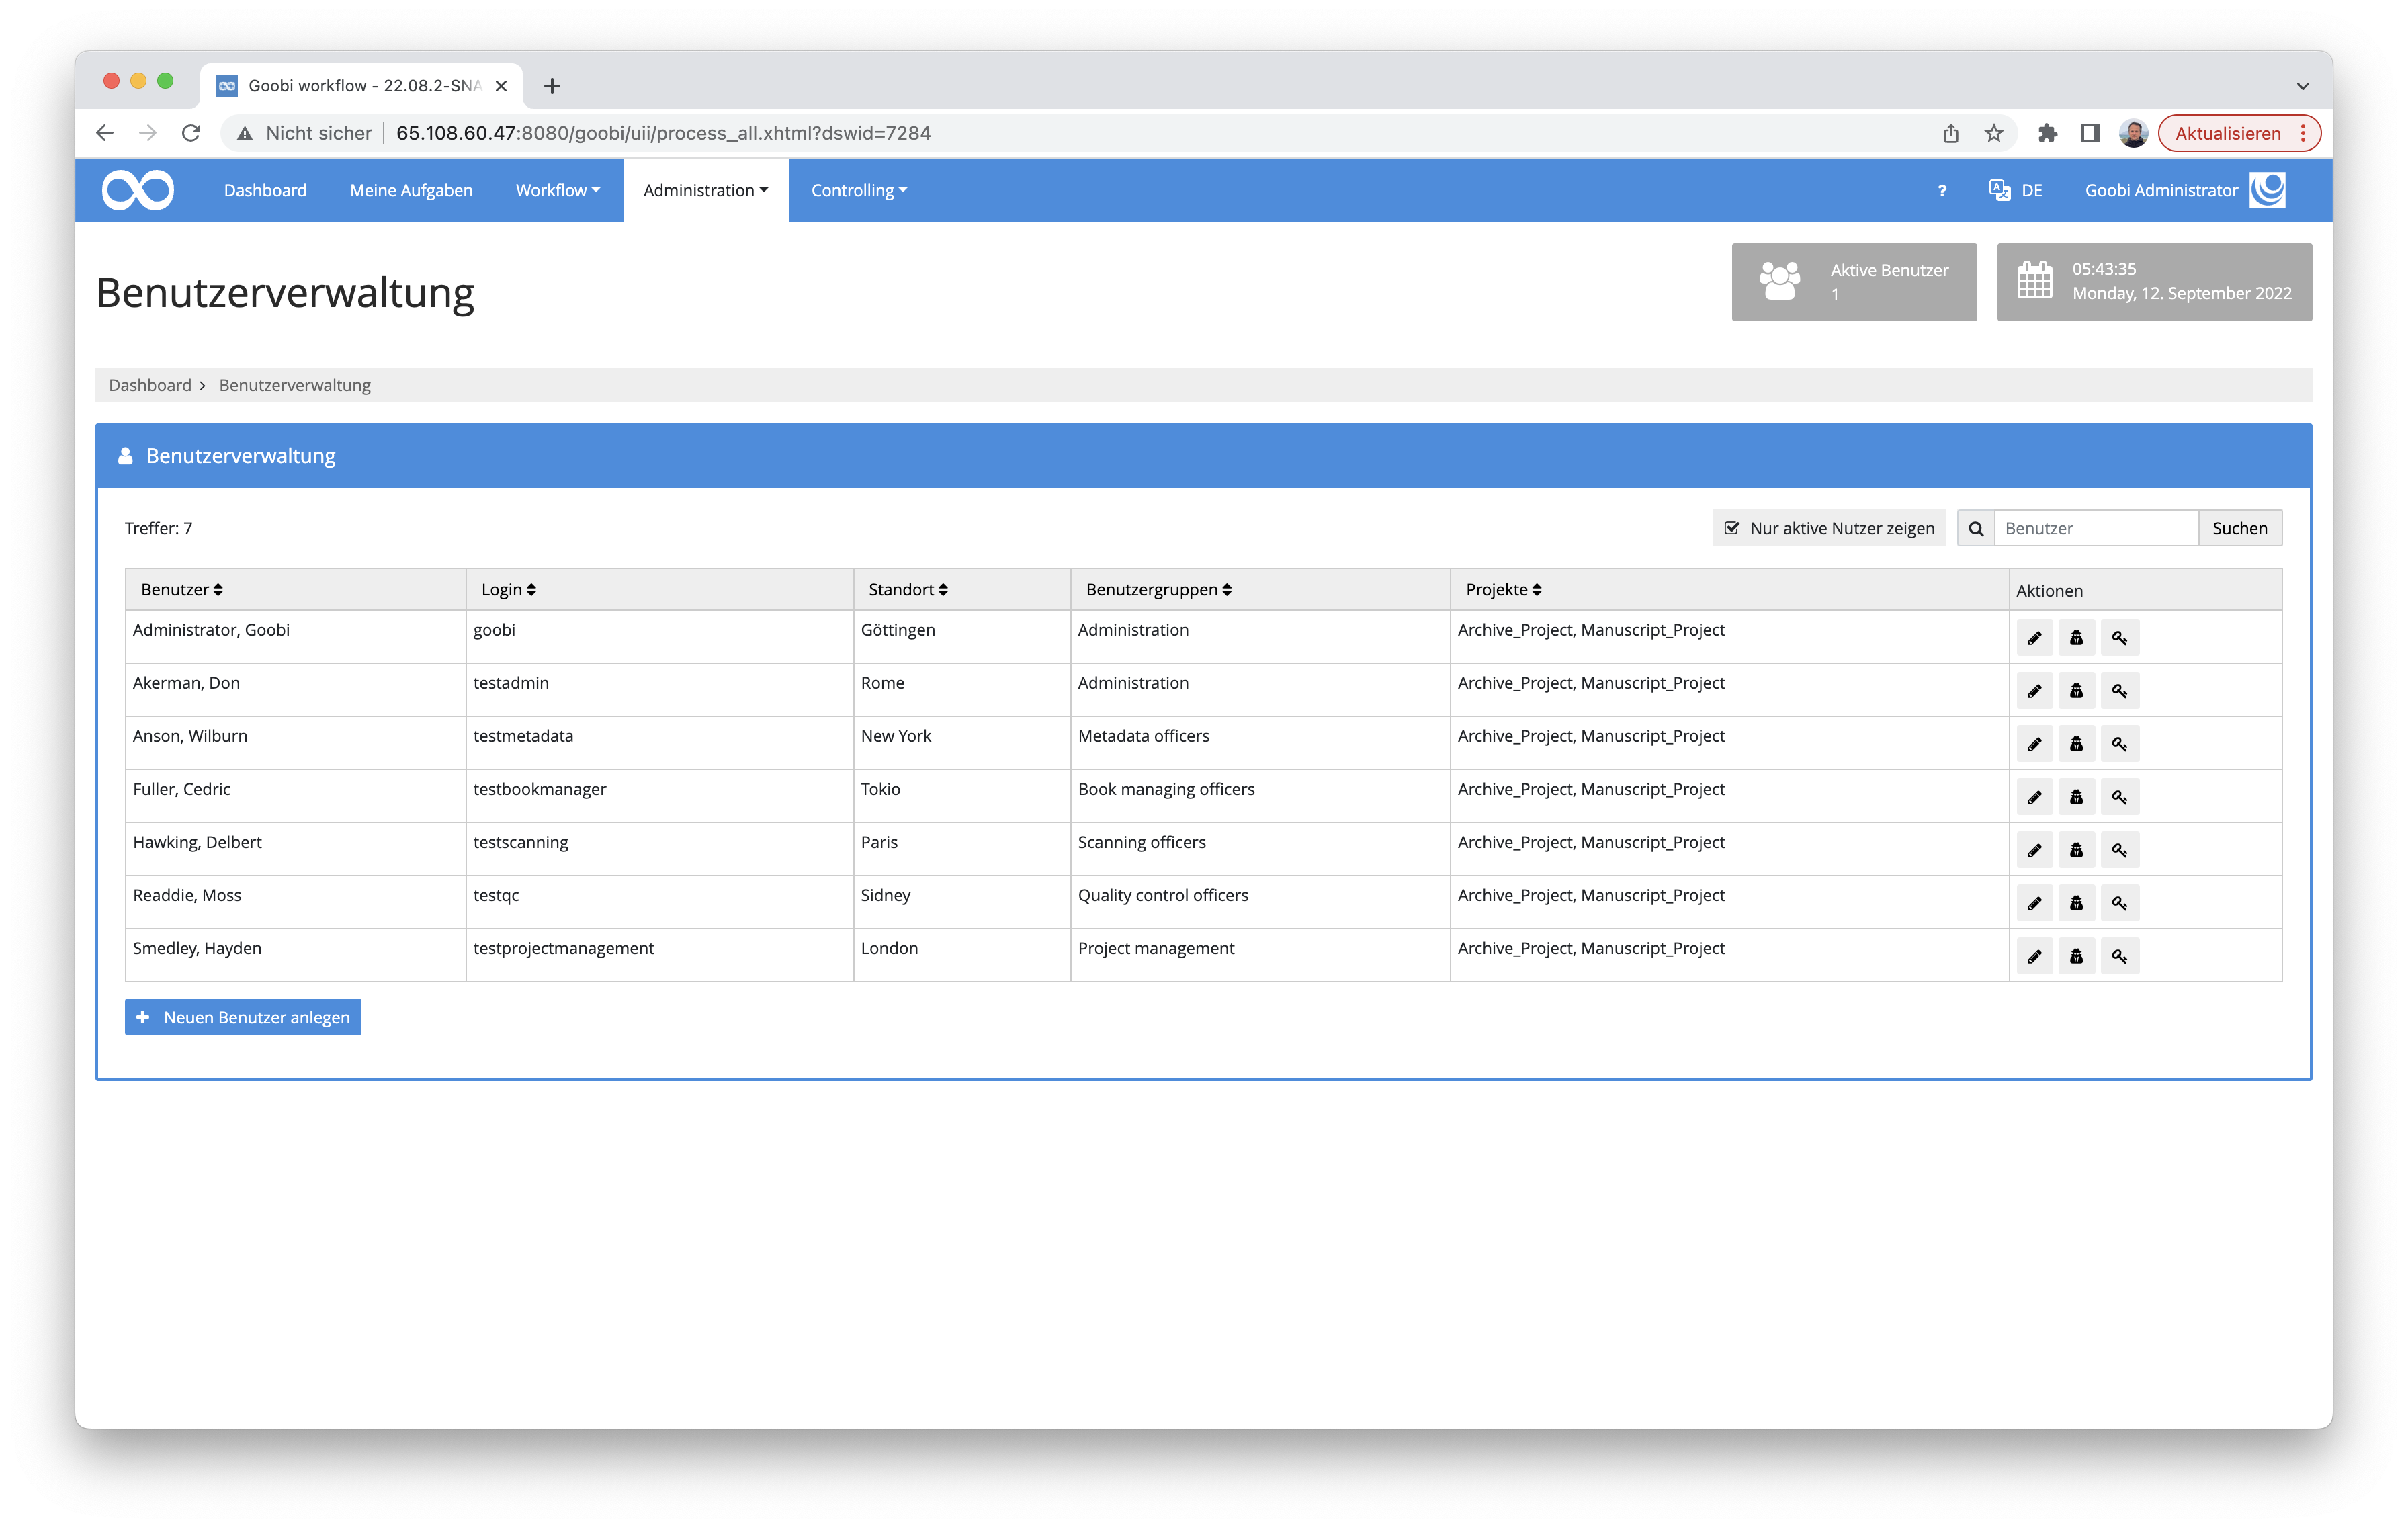 Goobi workflow - 22.08.2-SNA
Nicht sicher 65.108.60.47:8080/goobi/uii/process_all.xhtml?dswid=7284 Aktualisieren
Dashboard Meine Aufgaben Workflow Administration Controlling ? DE Goobi Administrator
Benutzerverwaltung
Aktive Benutzer
1
05:43:35
Monday, 12. September 2022
Dashboard > Benutzerverwaltung
Benutzerverwaltung
Treffer: 7 Nur aktive Nutzer zeigen Benutzer Suchen
Benutzer Login Standort Benutzergruppen Projekte Aktionen
Administrator, Goobi goobi Göttingen Administration Archive_Project, Manuscript_Project
Akerman, Don testadmin Rome Administration Archive_Project, Manuscript_Project
Anson, Wilburn testmetadata New York Metadata officers Archive_Project, Manuscript_Project
Fuller, Cedric testbookmanager Tokio Book managing officers Archive_Project, Manuscript_Project
Hawking, Delbert testscanning Paris Scanning officers Archive_Project, Manuscript_Project
Readdie, Moss testqc Sidney Quality control officers Archive_Project, Manuscript_Project
Smedley, Hayden testprojectmanagement London Project management Archive_Project, Manuscript_Project
+ Neuen Benutzer anlegen